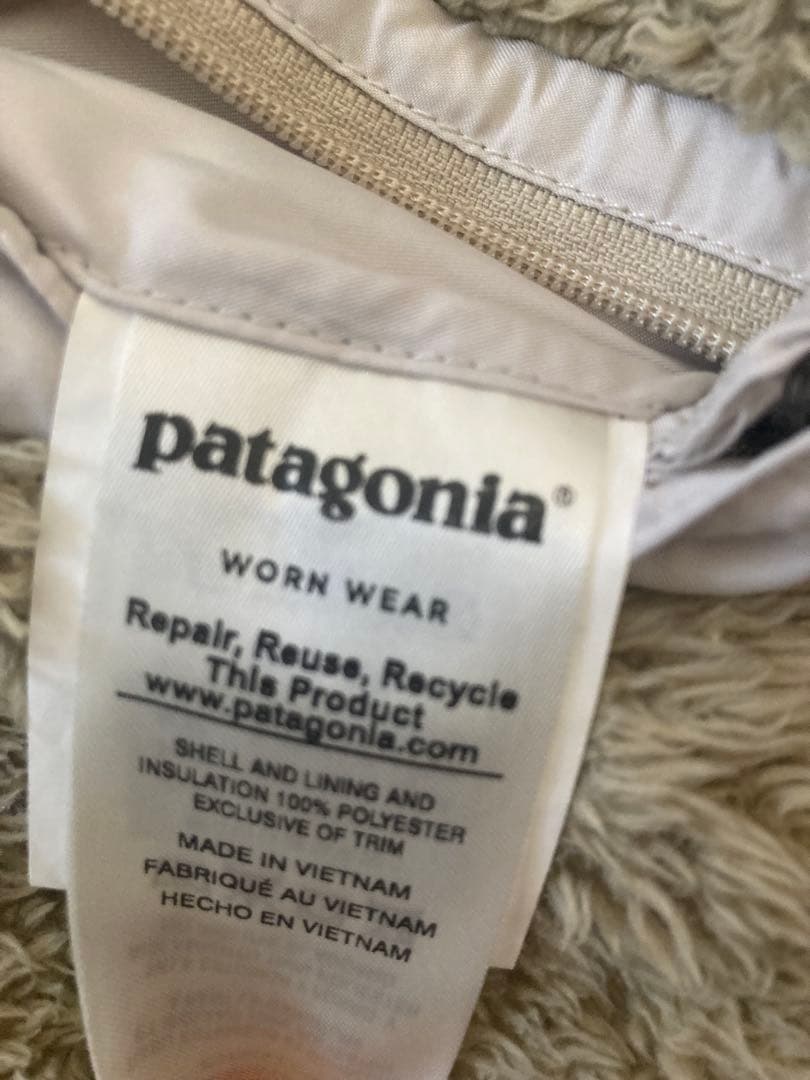 patagonia®
WORN WEAR
Repair, Reuse, Recycle
This Product
www.patagonia.com
SHELL AND LINING AND
INSULATION 100% POLYESTER
EXCLUSIVE OF TRIM
MADE IN VIETNAM
FABRIQUÉ AU VIETNAM
HECHO EN VIETNAM